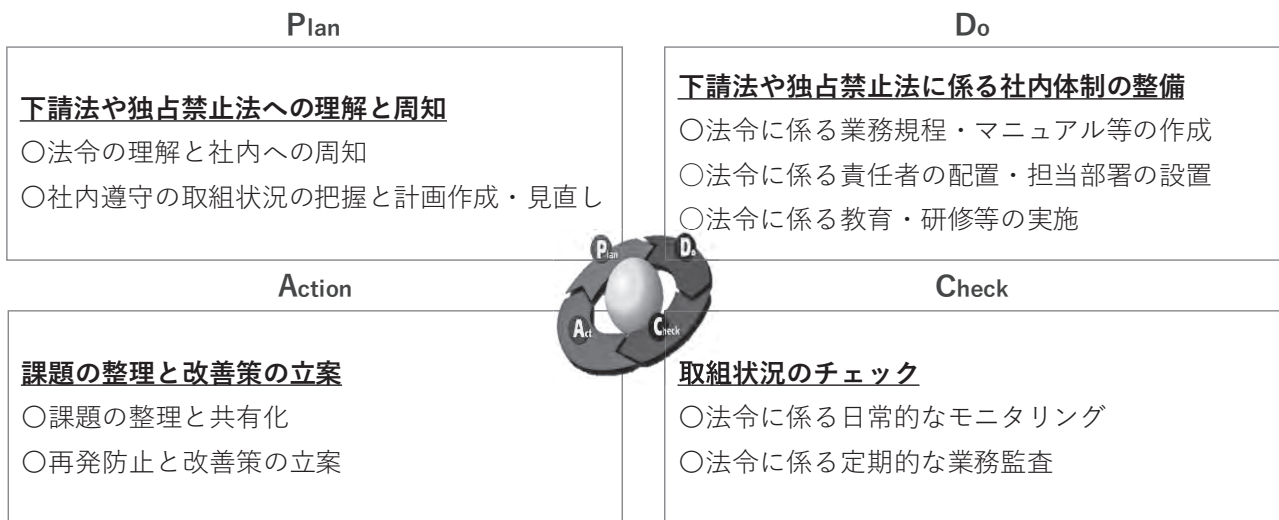 Plan
下請法や独占禁止法への理解と周知
○法令の理解と社内への周知
○社内遵守の取組状況の把握と計画作成・見直し
Do
下請法や独占禁止法に係る社内体制の整備
○法令に係る業務規程・マニュアル等の作成
○法令に係る責任者の配置・担当部署の設置
○法令に係る教育・研修等の実施
Plan
Do
Act
Check
Action
課題の整理と改善策の立案
○課題の整理と共有化
○再発防止と改善策の立案
Check
取組状況のチェック
○法令に係る日常的なモニタリング
○法令に係る定期的な業務監査